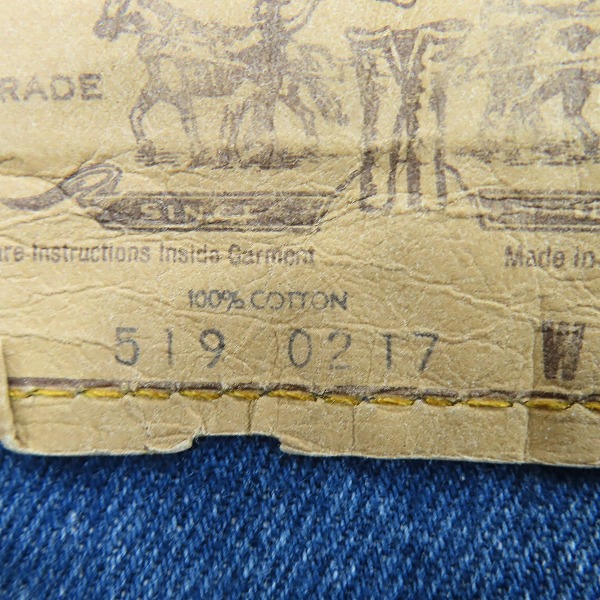 RADE
are Instructions Inside Garment
Made in
100% COTTON
519 0217 W